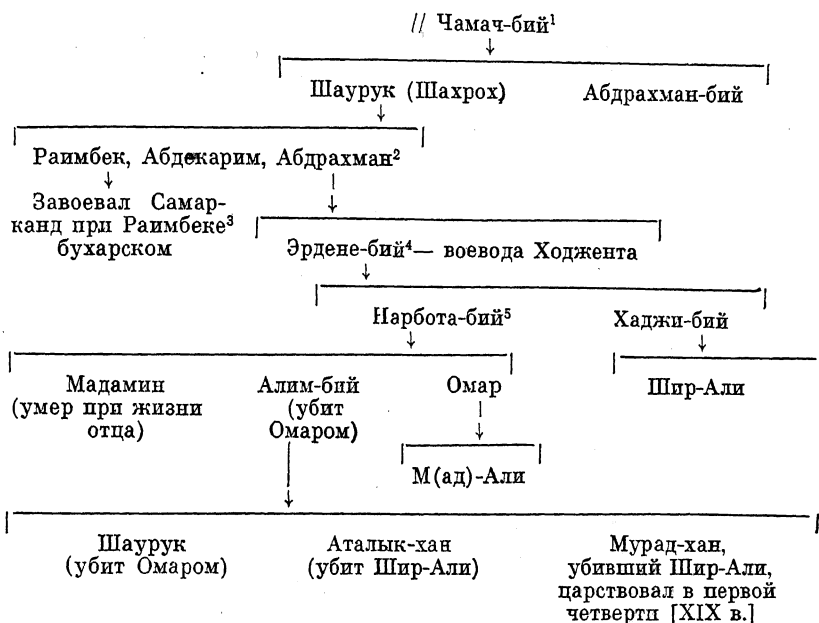 // Чамач-бий¹
Шаурук (Шахрох) Абдрахман-бий
Раимбек, Абдекарим, Абдрахман²
Завоевал Самар-
канд при Раимбеке³
бухарском
Эрдене-бий⁴— воевода Ходжента
Нарбота-бий⁵ Хаджи-бий
Мадамин
(умер при жизни
отца)
Алим-бий
(убит
Омаром)
Омар
Шир-Али
М(ад)-Али
Шаурук
(убит Омаром)
Аталык-хан
(убит Шир-Али)
Мурад-хан,
убивший Шир-Али,
царствовал в первой
четверти [XIX в.]